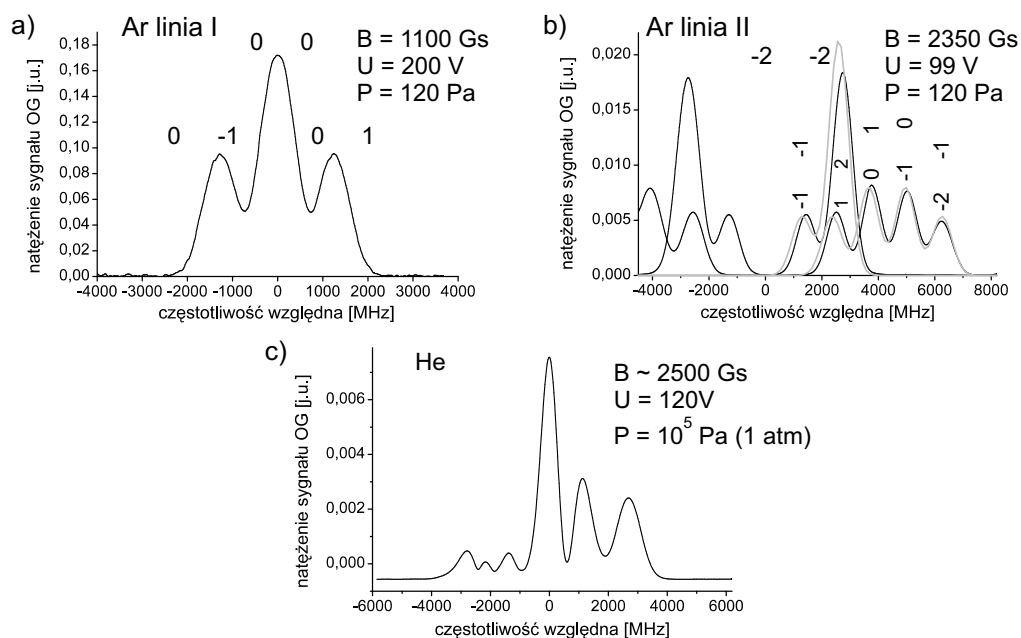 a)
Ar linia I
B = 1100 Gs
U = 200 V
P = 120 Pa
0 0
0 -1 0 1
natężenie sygnału OG [j.u.]
0,18
0,16
0,14
0,12
0,10
0,08
0,06
0,04
0,02
0,00
-4000 -3000 -2000 -1000 0 1000 2000 3000 4000
częstotliwość względna [MHz]
b)
Ar linia II
B = 2350 Gs
U = 99 V
P = 120 Pa
-2 -2
-1 -1
1 2
0 1
-1 0
-2 -1
natężenie sygnału OG [j.u.]
0,020
0,015
0,010
0,005
0,000
-4000 -2000 0 2000 4000 6000 8000
częstotliwość względna [MHz]
c)
He
B ~ 2500 Gs
U = 120V
P = 10⁵ Pa (1 atm)
natężenie sygnału OG [j.u.]
0,006
0,004
0,002
0,000
-6000 -4000 -2000 0 2000 4000 6000
częstotliwość względna [MHz]